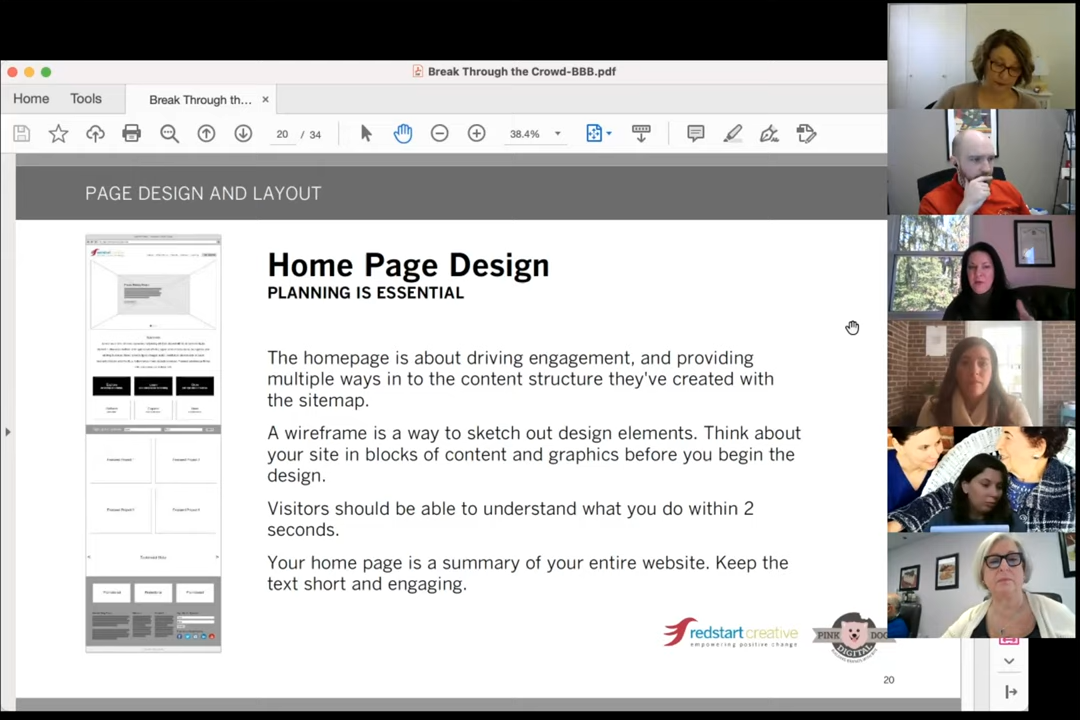 Break Through the Crowd-BBB.pdf
Home Tools Break Through th... ×
20 / 34 38.4%
PAGE DESIGN AND LAYOUT
redstart creative
Home Page Design
PLANNING IS ESSENTIAL
The homepage is about driving engagement, and providing
multiple ways in to the content structure they've created with
the sitemap.
A wireframe is a way to sketch out design elements. Think about
your site in blocks of content and graphics before you begin the
design.
Visitors should be able to understand what you do within 2
seconds.
Your home page is a summary of your entire website. Keep the
text short and engaging.
redstart creative
empowering positive change
PINK DO
DIGITAL
20